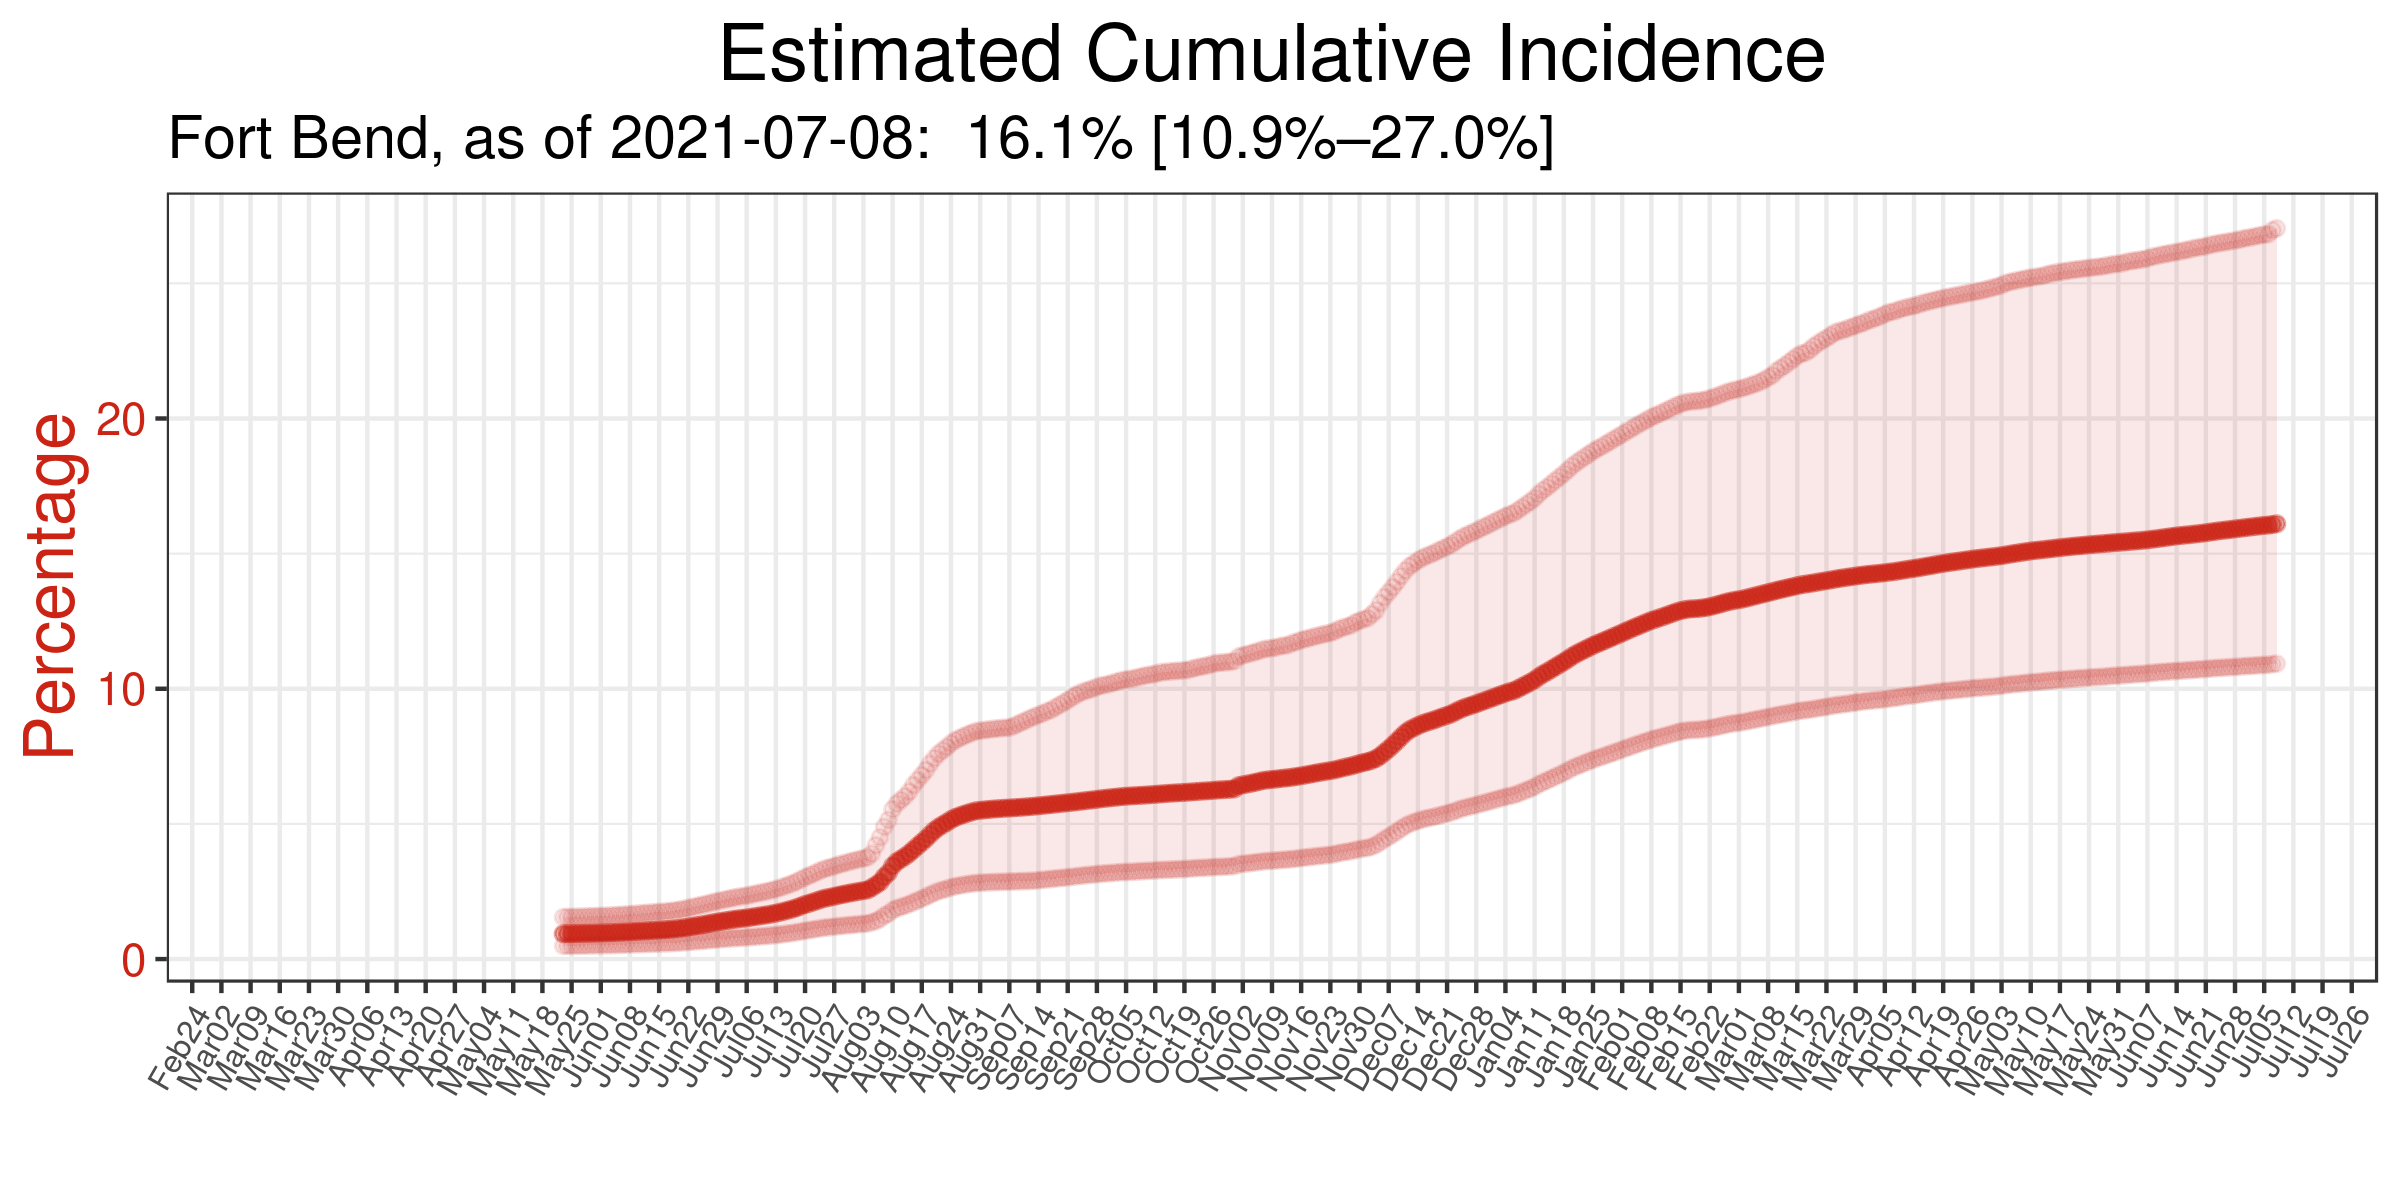 Estimated Cumulative Incidence
Fort Bend, as of 2021-07-08:  16.1% [10.9%–27.0%]
Percentage
20
10
0
Feb24
Mar02
Mar09
Mar16
Mar23
Mar30
Apr06
Apr13
Apr20
Apr27
May04
May11
May18
May25
Jun01
Jun08
Jun15
Jun22
Jun29
Jul06
Jul13
Jul20
Jul27
Aug03
Aug10
Aug17
Aug24
Aug31
Sep07
Sep14
Sep21
Sep28
Oct05
Oct12
Oct19
Oct26
Nov02
Nov09
Nov16
Nov23
Nov30
Dec07
Dec14
Dec21
Dec28
Jan04
Jan11
Jan18
Jan25
Feb01
Feb08
Feb15
Feb22
Mar01
Mar08
Mar15
Mar22
Mar29
Apr05
Apr12
Apr19
Apr26
May03
May10
May17
May24
May31
Jun07
Jun14
Jun21
Jun28
Jul05
Jul12
Jul19
Jul26